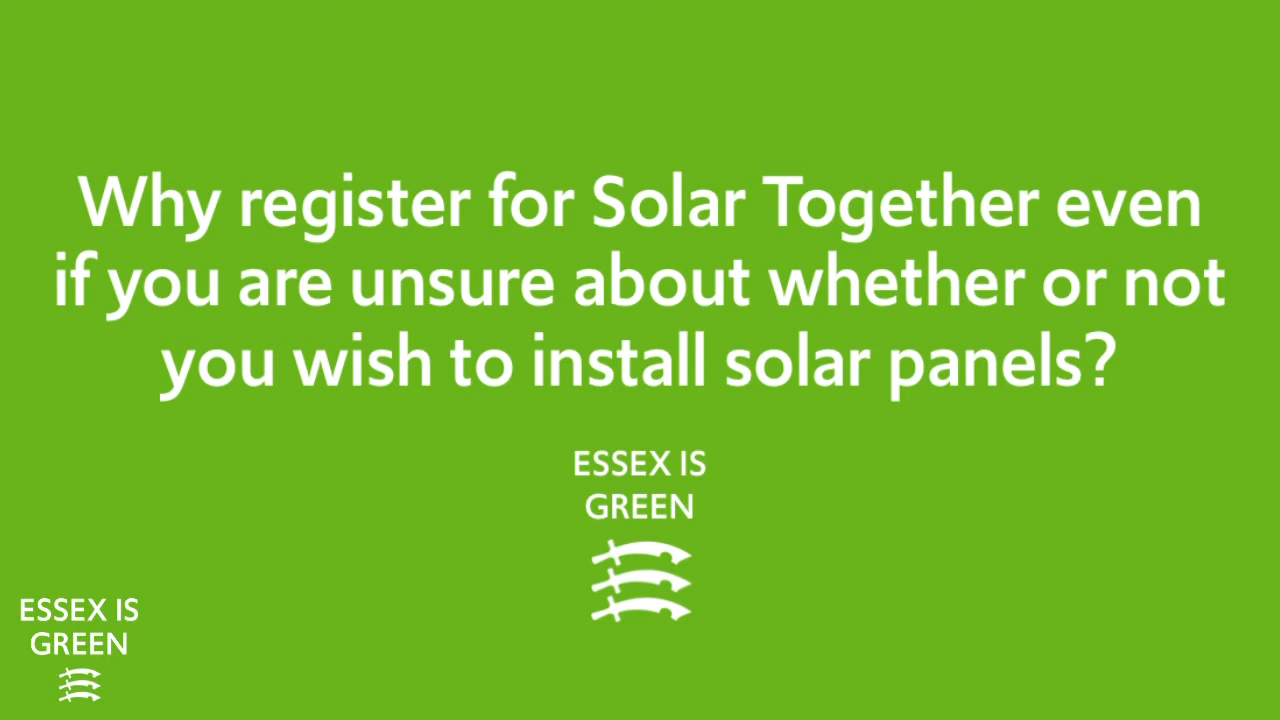 Why register for Solar Together even
if you are unsure about whether or not
you wish to install solar panels?
ESSEX IS
GREEN
ESSEX IS
GREEN